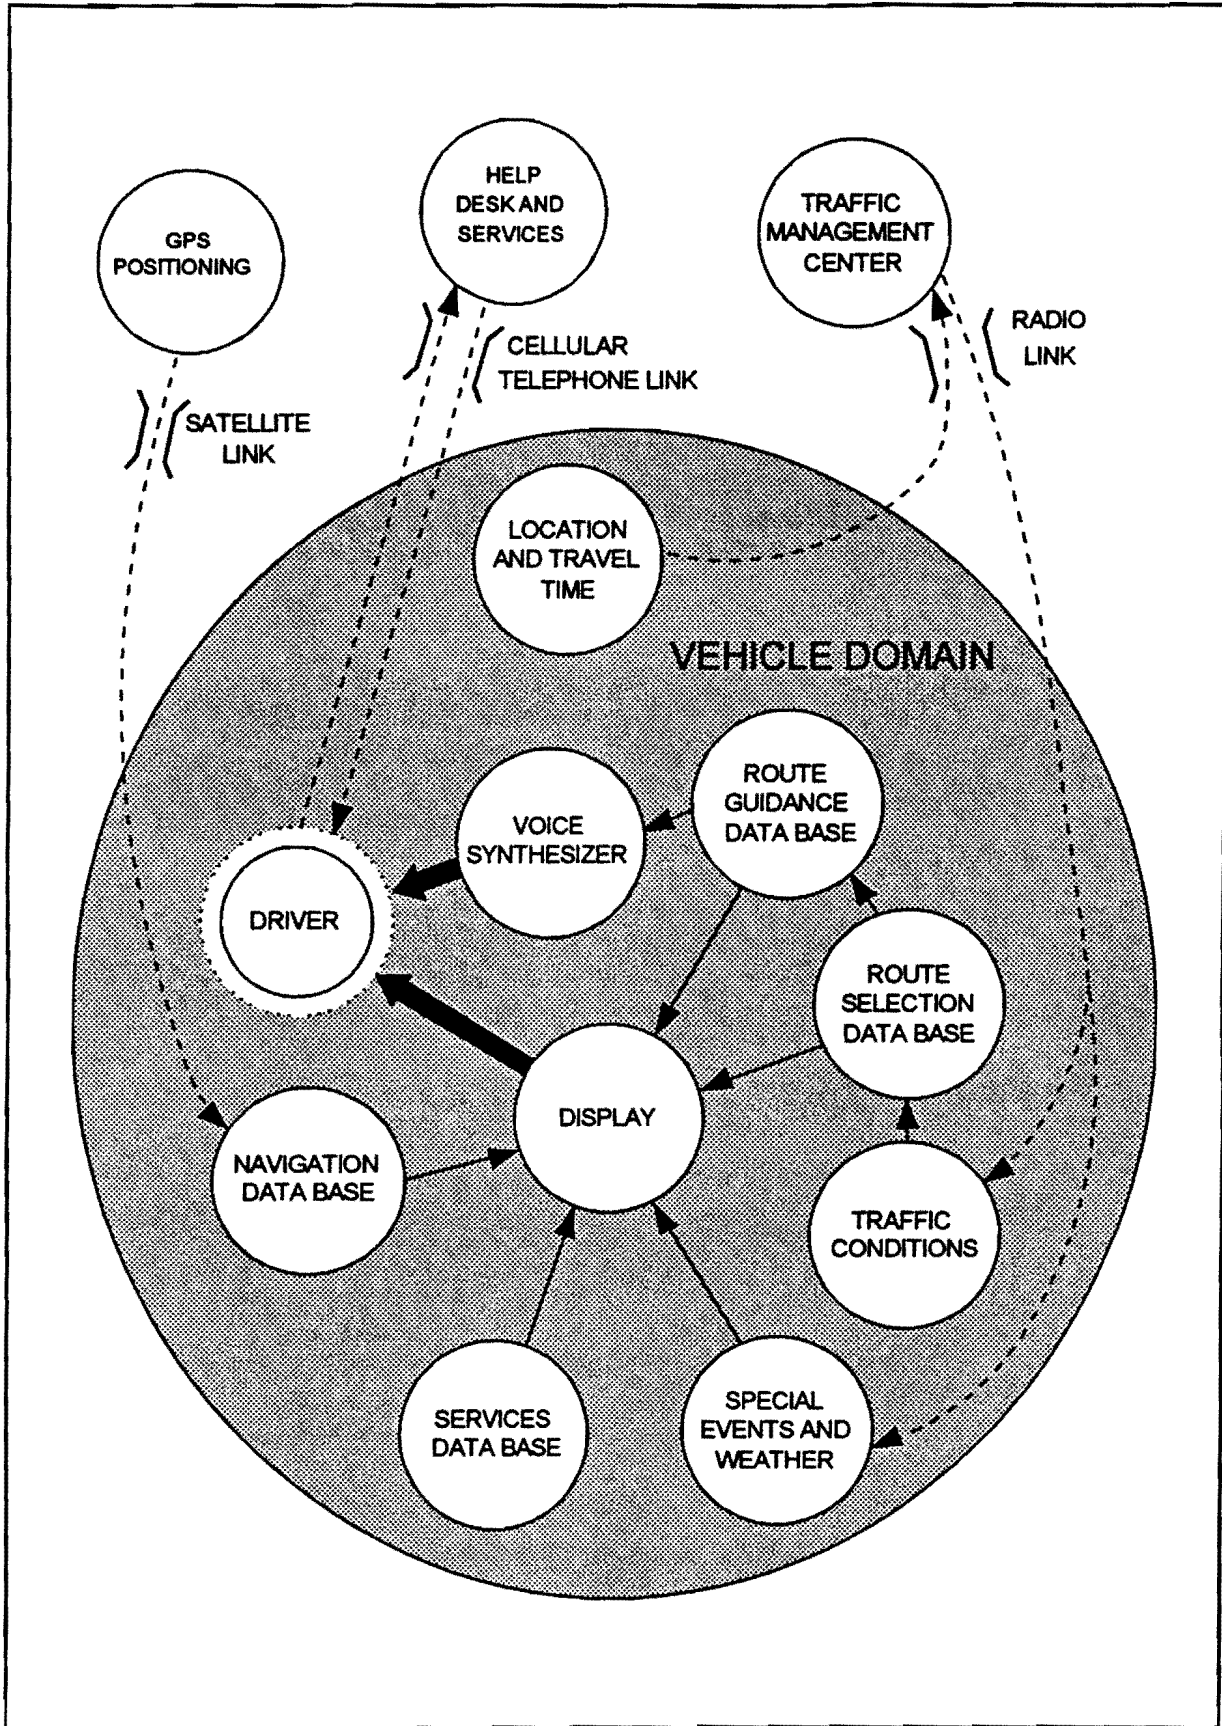 HELP
DESK AND
SERVICES
TRAFFIC
MANAGEMENT
CENTER
GPS
POSITIONING
RADIO
LINK
CELLULAR
TELEPHONE LINK
SATELLITE
LINK
LOCATION
AND TRAVEL
TIME
VEHICLE DOMAIN
ROUTE
GUIDANCE
DATA BASE
VOICE
SYNTHESIZER
DRIVER
ROUTE
SELECTION
DATA BASE
DISPLAY
NAVIGATION
DATA BASE
TRAFFIC
CONDITIONS
SERVICES
DATA BASE
SPECIAL
EVENTS AND
WEATHER